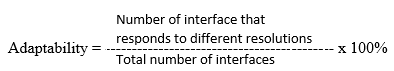 Number of interface that
responds to different resolutions
Adaptability = ---------------------------------------- x 100%
Total number of interfaces